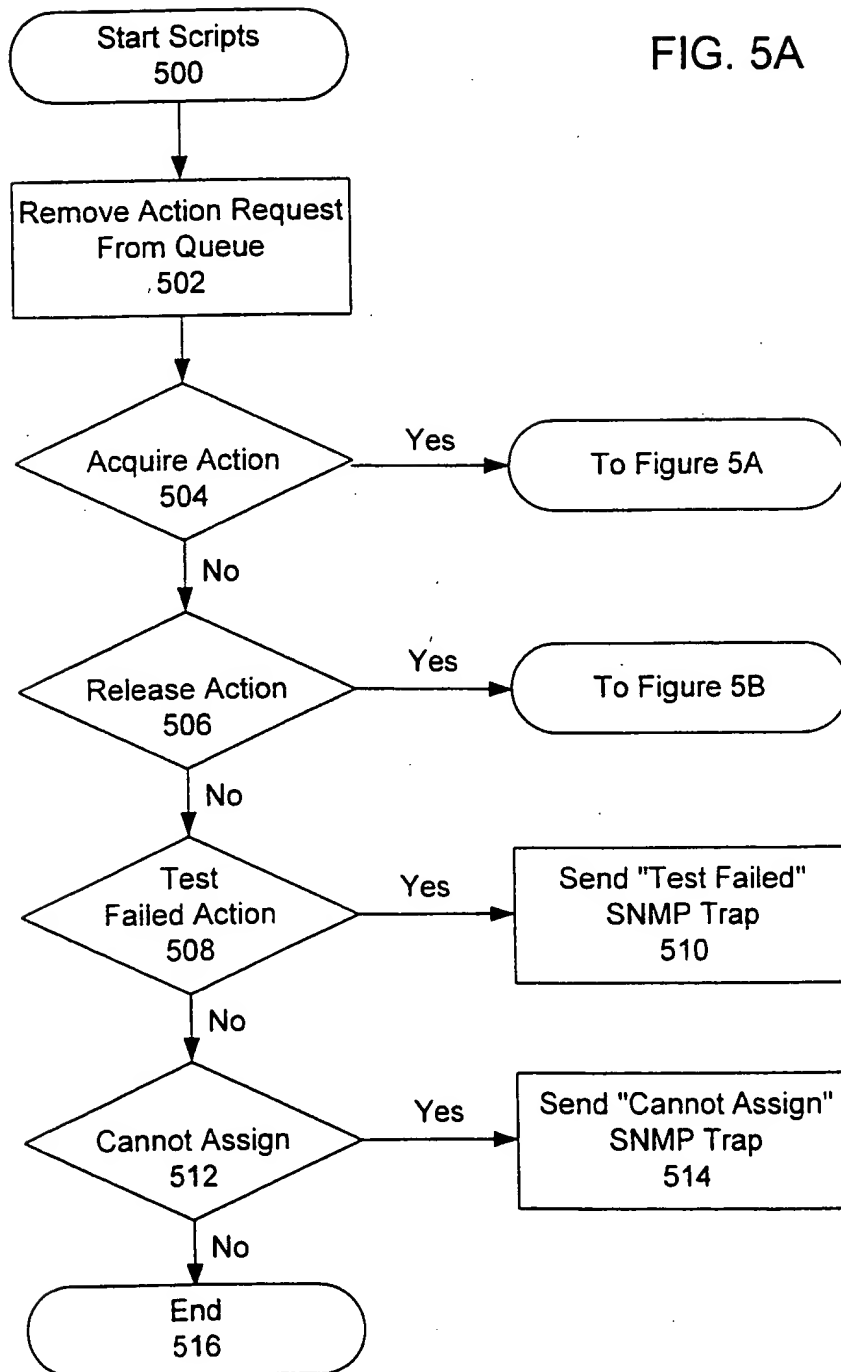 FIG. 5A
Start Scripts
500
Remove Action Request
From Queue
502
Acquire Action
504
Yes
To Figure 5A
No
Release Action
506
Yes
To Figure 5B
No
Test
Failed Action
508
Yes
Send "Test Failed"
SNMP Trap
510
No
Cannot Assign
512
Yes
Send "Cannot Assign"
SNMP Trap
514
No
End
516